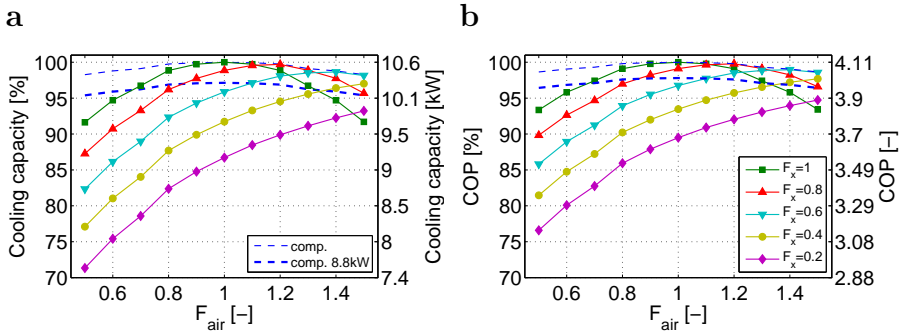 a
b
Cooling capacity [%]
100
95
90
85
80
75
70
0.6
0.8
1
1.2
1.4
F_air [–]
10.6
10.1
9.5
9
8.5
8
7.4
Cooling capacity [kW]
comp.
comp. 8.8kW
COP [%]
100
95
90
85
80
75
70
0.6
0.8
1
1.2
1.4
F_air [–]
4.11
3.9
3.7
3.49
3.29
3.08
2.88
COP [–]
F_x=1
F_x=0.8
F_x=0.6
F_x=0.4
F_x=0.2